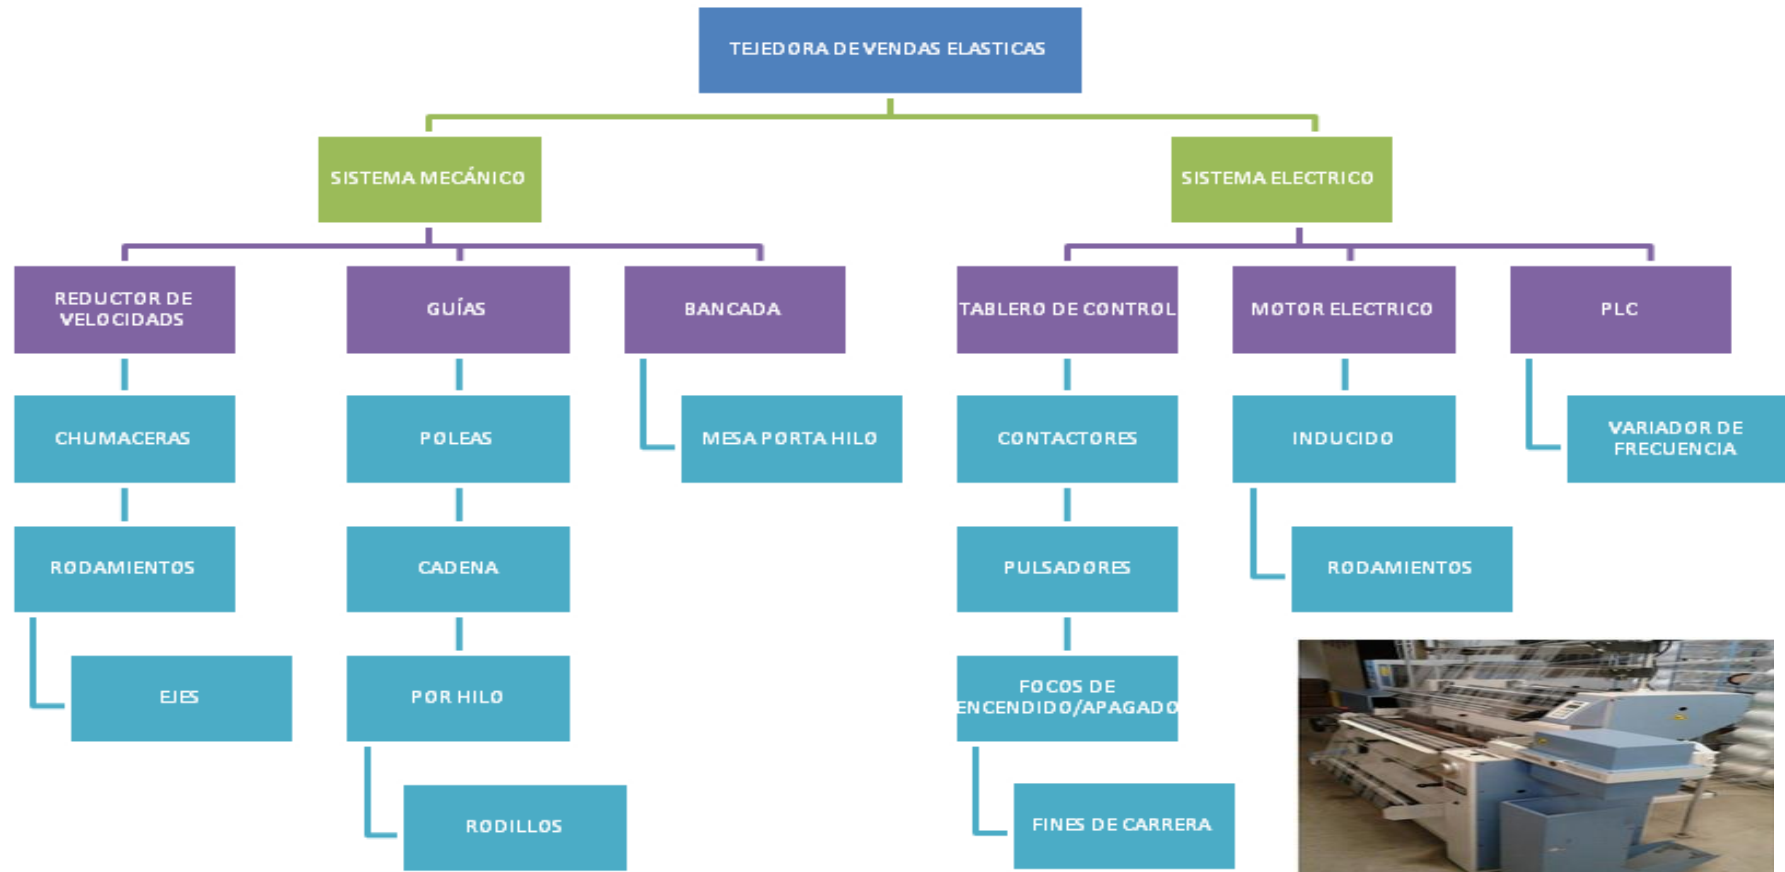 TEJEDORA DE VENDAS ELASTICAS
SISTEMA MECÁNICO
SISTEMA ELECTRICO
REDUCTOR DE
VELOCIDADS
GUÍAS
BANCADA
TABLERO DE CONTROL
MOTOR ELECTRICO
PLC
CHUMACERAS
POLEAS
MESA PORTA HILO
CONTACTORES
INDUCIDO
VARIADOR DE
FRECUENCIA
RODAMIENTOS
CADENA
PULSADORES
RODAMIENTOS
EJES
POR HILO
FOCOS DE
ENCENDIDO/APAGADO
RODILLOS
FINES DE CARRERA